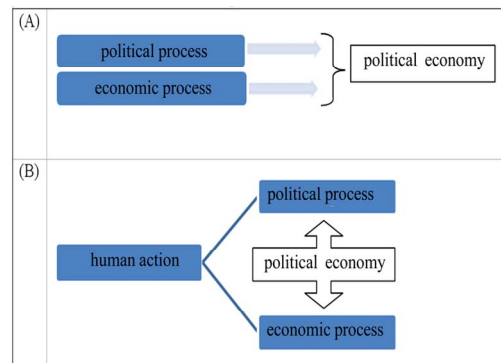 (A)
political process
economic process
political economy
(B)
political process
human action
political economy
economic process